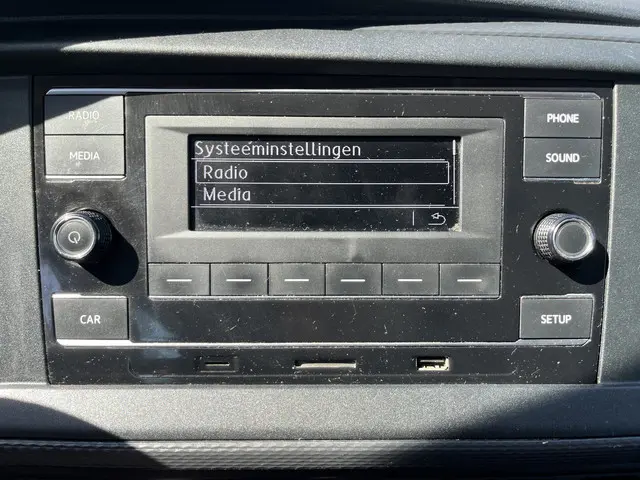 RADIO
MEDIA
PHONE
SOUND
Systeeminstellingen
Radio
Media
CAR
SETUP